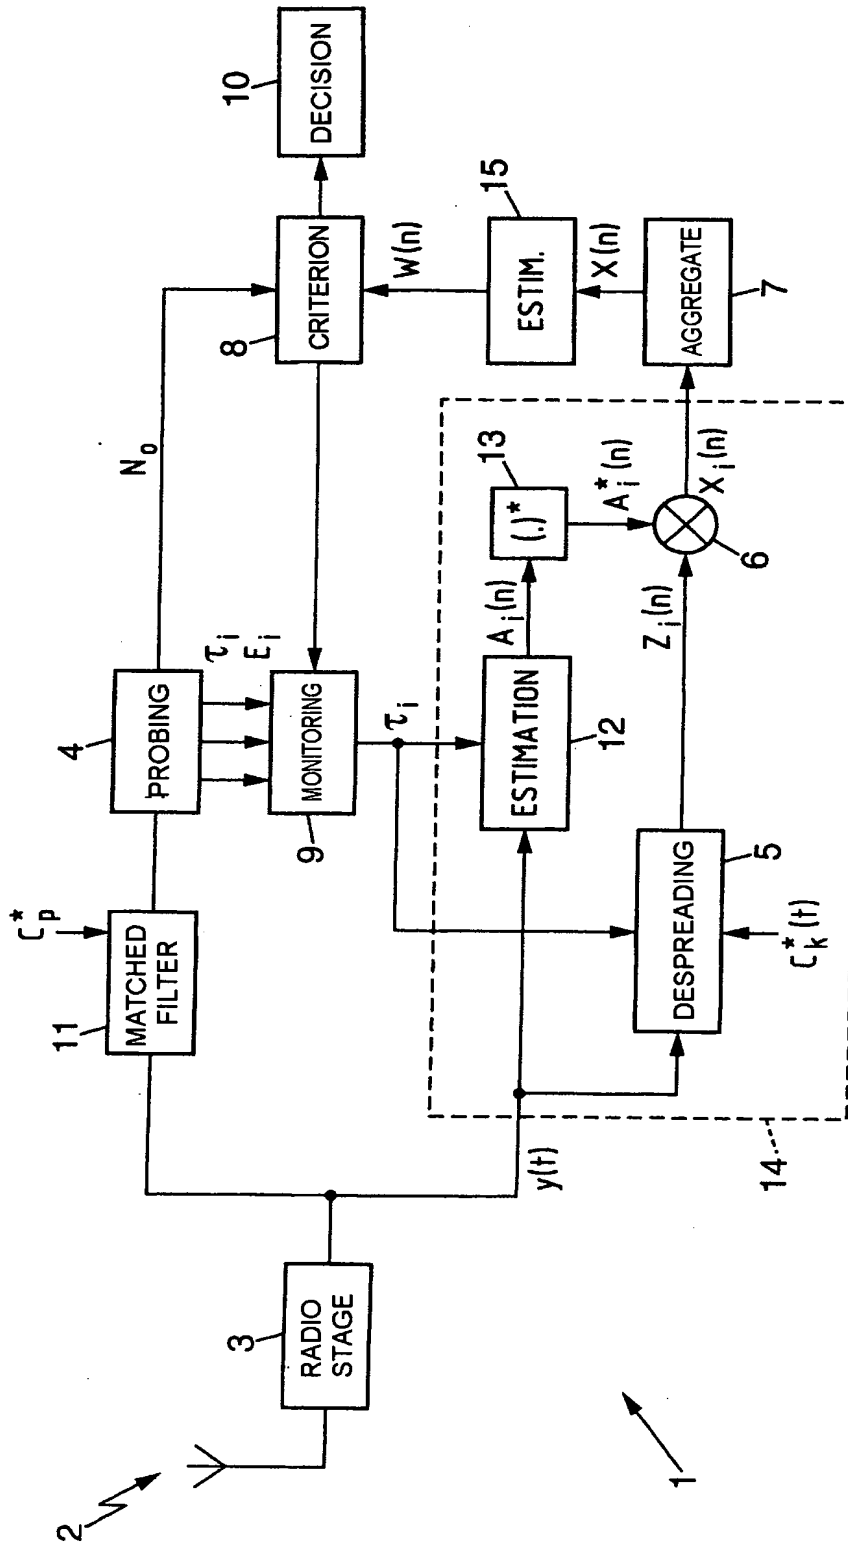 2
1
3
RADIO
STAGE
y(t)
11
MATCHED
FILTER
C*p
4
PROBING
N0
τi
Ei
9
MONITORING
τi
8
CRITERION
10
DECISION
W(n)
15
ESTIM.
X(n)
7
AGGREGATE
14
12
ESTIMATION
Ai(n)
13
(.)*
A*i(n)
5
DESPREADING
C*k(t)
Zi(n)
6
Xi(n)